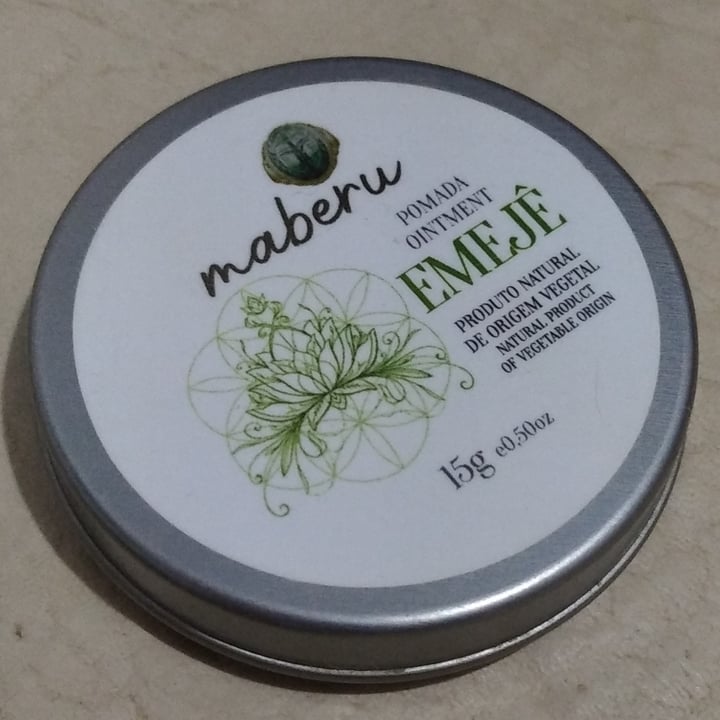 maberu
POMADA
OINTMENT
EMEJÊ
PRODUTO NATURAL
DE ORIGEM VEGETAL
NATURAL PRODUCT
OF VEGETABLE ORIGIN
15g e0,50oz